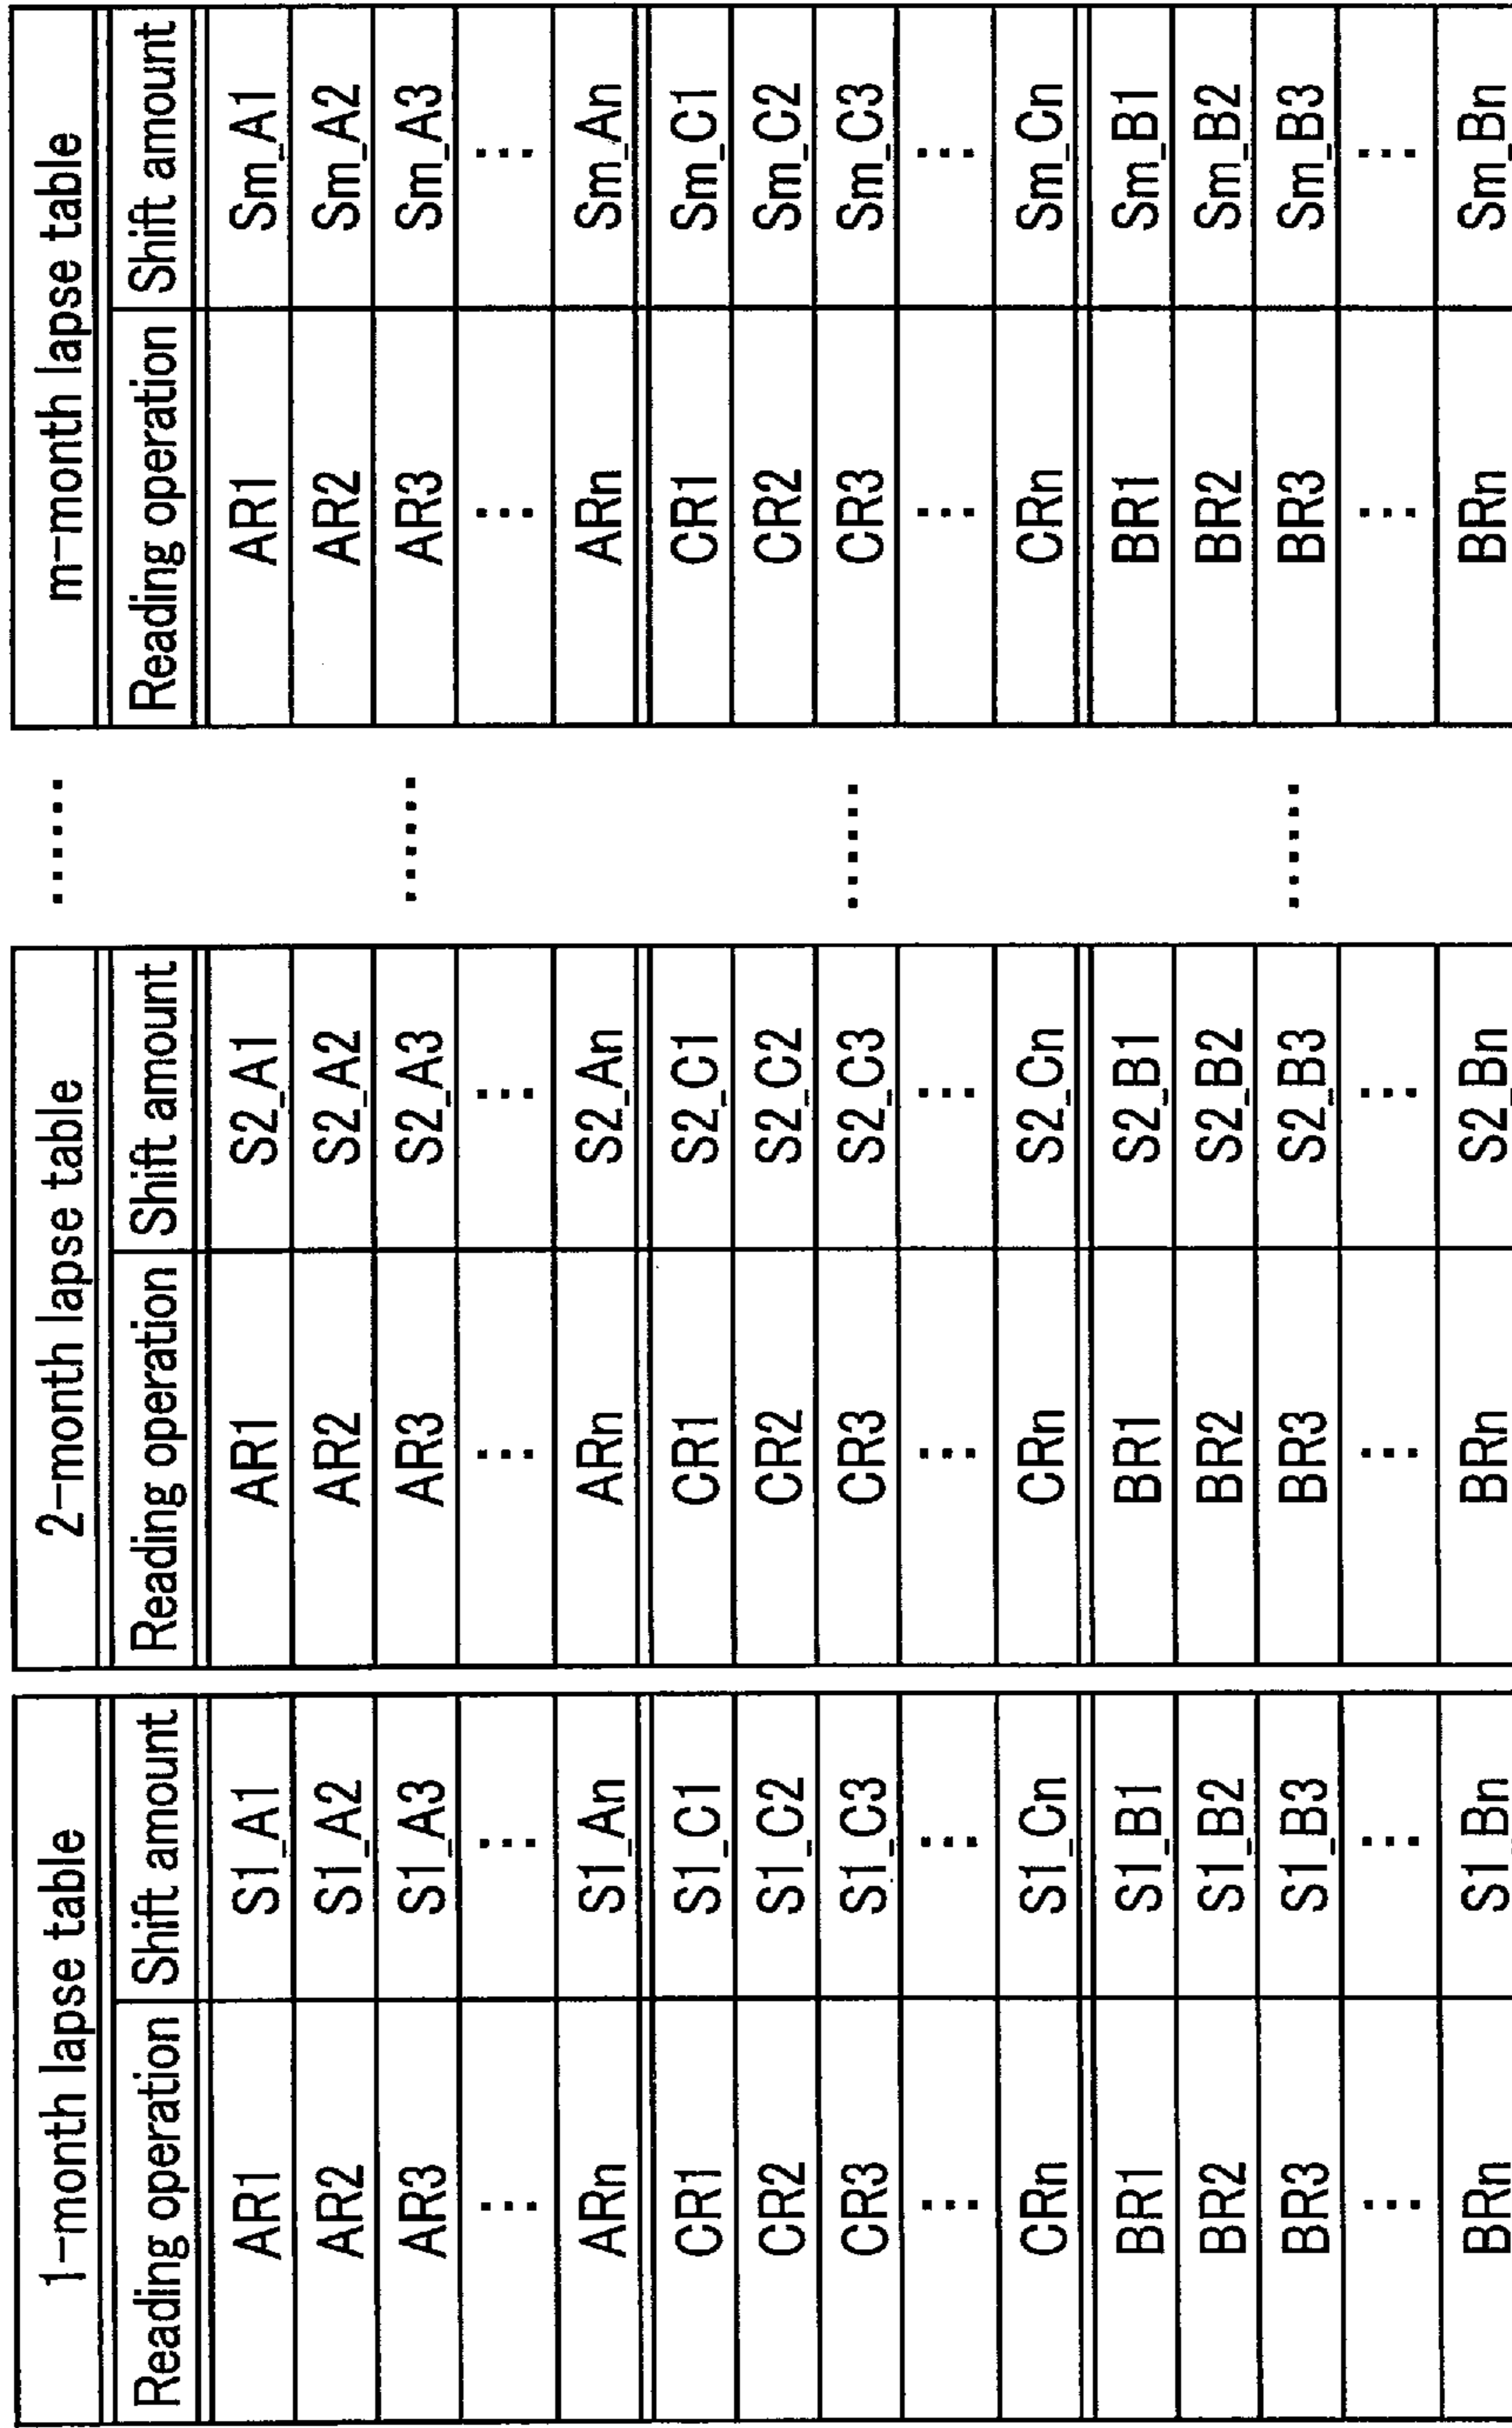 1-month lapse table 2-month lapse table ...... m-month lapse table
Reading operation Shift amount Reading operation Shift amount Reading operation Shift amount
AR1 S1_A1 AR1 S2_A1 AR1 Sm_A1
AR2 S1_A2 AR2 S2_A2 AR2 Sm_A2
AR3 S1_A3 AR3 S2_A3 ...... AR3 Sm_A3
... ... ... ... ... ...
ARn S1_An ARn S2_An ARn Sm_An
CR1 S1_C1 CR1 S2_C1 CR1 Sm_C1
CR2 S1_C2 CR2 S2_C2 CR2 Sm_C2
CR3 S1_C3 CR3 S2_C3 ...... CR3 Sm_C3
... ... ... ... ... ...
CRn S1_Cn CRn S2_Cn CRn Sm_Cn
BR1 S1_B1 BR1 S2_B1 BR1 Sm_B1
BR2 S1_B2 BR2 S2_B2 BR2 Sm_B2
BR3 S1_B3 BR3 S2_B3 ...... BR3 Sm_B3
... ... ... ... ... ...
BRn S1_Bn BRn S2_Bn BRn Sm_Bn